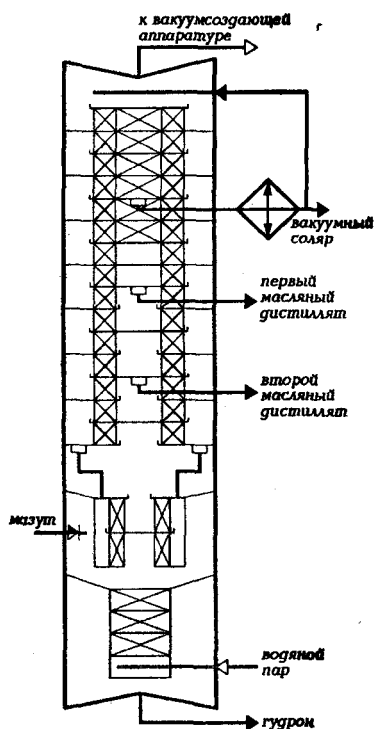 к вакуумсоздающей
аппаратуре
вакуумный
соляр
первый
масляный
дистиллят
второй
масляный
дистиллят
мазут
водяной
пар
гудрон